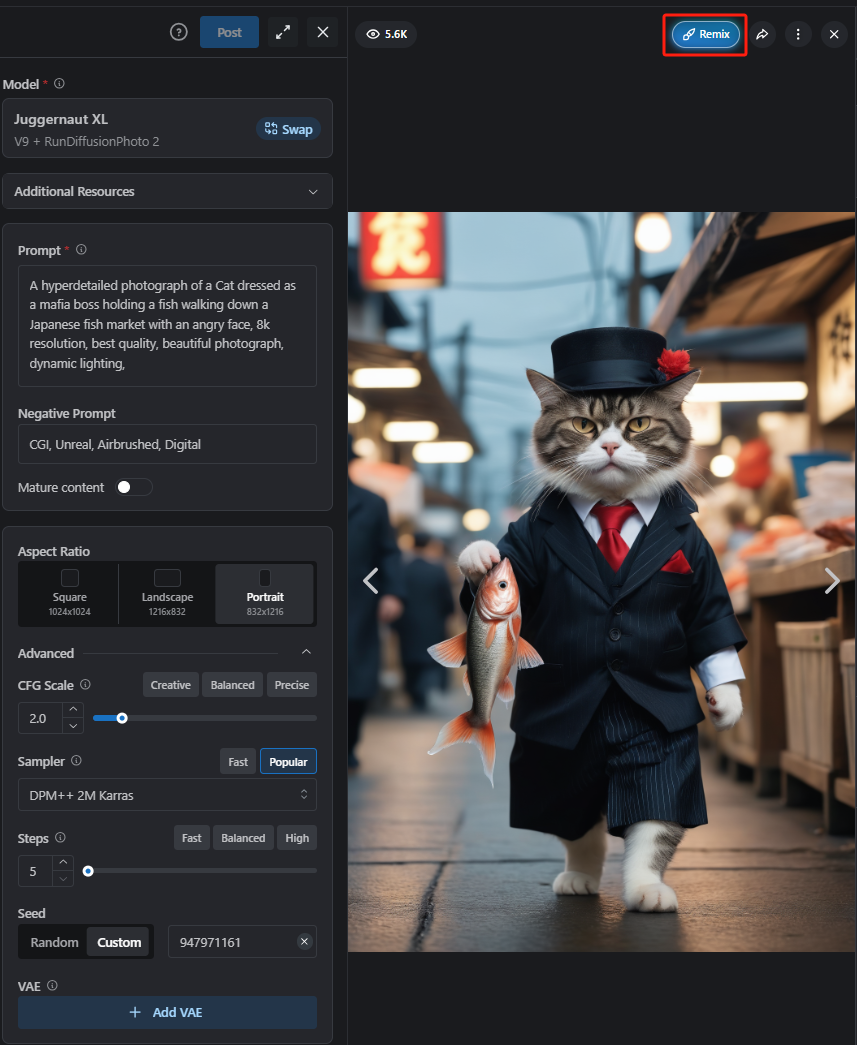 ? Post
5.6K
Remix
Model *
Juggernaut XL
V9 + RunDiffusionPhoto 2
Swap
Additional Resources
Prompt *
A hyperdetailed photograph of a Cat dressed as
a mafia boss holding a fish walking down a
Japanese fish market with an angry face, 8k
resolution, best quality, beautiful photograph,
dynamic lighting,
Negative Prompt
CGI, Unreal, Airbrushed, Digital
Mature content
Aspect Ratio
Square Landscape Portrait
1024x1024 1216x832 832x1216
Advanced
CFG Scale Creative Balanced Precise
2.0
Sampler Fast Popular
DPM++ 2M Karras
Steps Fast Balanced High
5
Seed
Random Custom 947971161
VAE
+ Add VAE